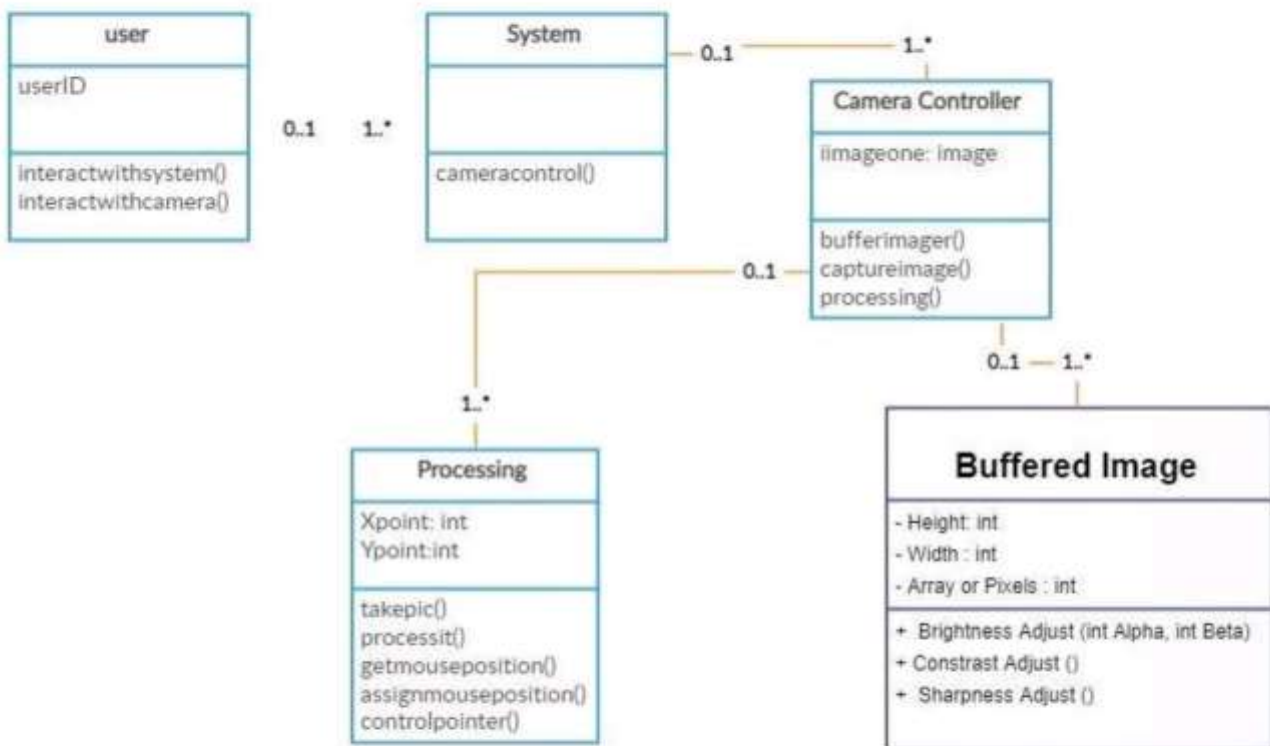 user
userID
interactwithsystem()
interactwithcamera()
0..1 1..*
System
cameracontrol()
0..1
1..*
Camera Controller
iimageone: image
bufferimager()
captureimage()
processing()
0..1
1..*
0..1
1..*
Processing
Xpoint: int
Ypoint:int
takepic()
processit()
getmouseposition()
assignmouseposition()
controlpointer()
Buffered Image
- Height: int
- Width : int
- Array or Pixels : int
+ Brightness Adjust (int Alpha, int Beta)
+ Constrast Adjust ()
+ Sharpness Adjust ()